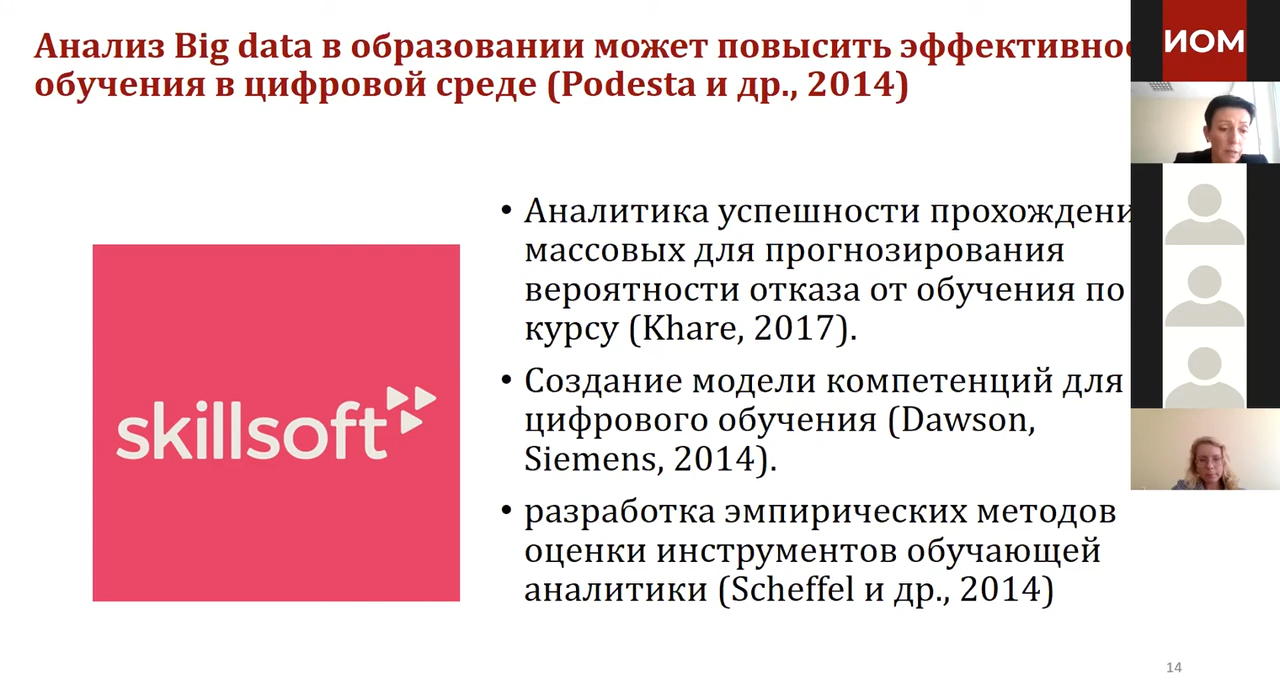 Анализ Big data в образовании может повысить эффективнос
обучения в цифровой среде (Podesta и др., 2014)
ИОМ
• Аналитика успешности прохождени
массовых для прогнозирования
вероятности отказа от обучения по
курсу (Khare, 2017).
• Создание модели компетенций для
цифрового обучения (Dawson,
Siemens, 2014).
• разработка эмпирических методов
оценки инструментов обучающей
аналитики (Scheffel и др., 2014)
skillsoft
14